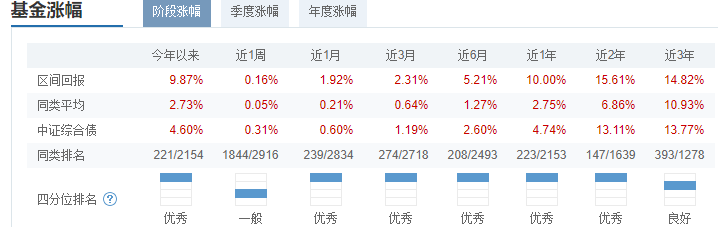 基金涨幅 阶段涨幅 季度涨幅 年度涨幅
今年以来 近1周 近1月 近3月 近6月 近1年 近2年 近3年
区间回报 9.87% 0.16% 1.92% 2.31% 5.21% 10.00% 15.61% 14.82%
同类平均 2.73% 0.05% 0.21% 0.64% 1.27% 2.75% 6.86% 10.93%
中证综合债 4.60% 0.31% 0.60% 1.19% 2.60% 4.74% 13.11% 13.77%
同类排名 221/2154 1844/2916 239/2834 274/2718 208/2493 223/2153 147/1639 393/1278
四分位排名 ?
优秀 一般 优秀 优秀 优秀 优秀 优秀 良好